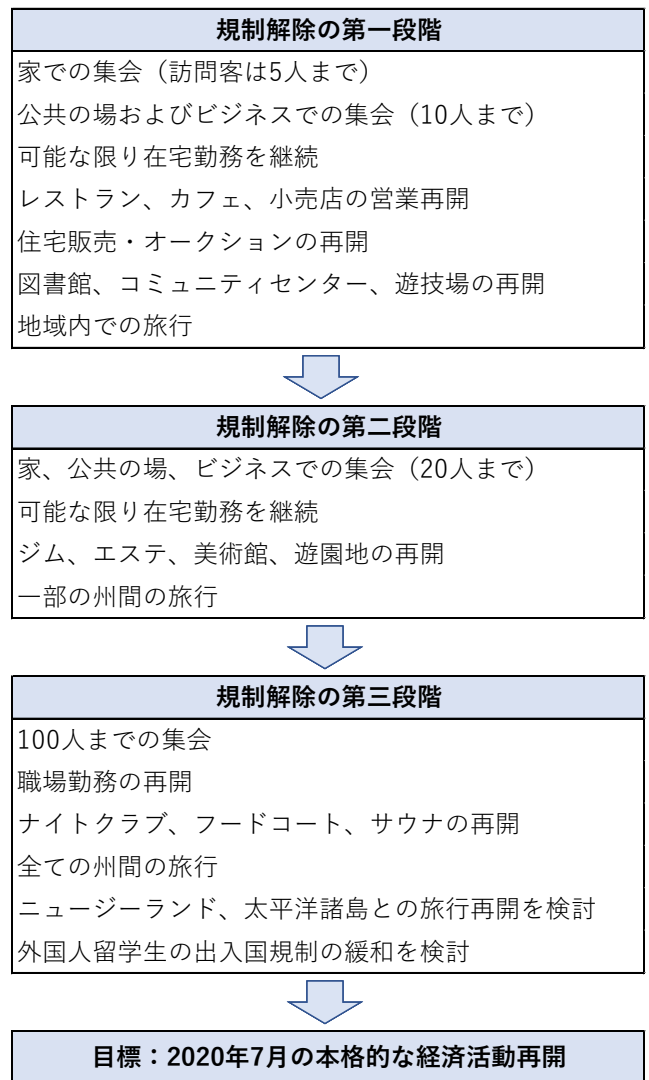 規制解除の第一段階
家での集会（訪問客は5人まで）
公共の場およびビジネスでの集会（10人まで）
可能な限り在宅勤務を継続
レストラン、カフェ、小売店の営業再開
住宅販売・オークションの再開
図書館、コミュニティセンター、遊技場の再開
地域内での旅行
規制解除の第二段階
家、公共の場、ビジネスでの集会（20人まで）
可能な限り在宅勤務を継続
ジム、エステ、美術館、遊園地の再開
一部の州間の旅行
規制解除の第三段階
100人までの集会
職場勤務の再開
ナイトクラブ、フードコート、サウナの再開
全ての州間の旅行
ニュージーランド、太平洋諸島との旅行再開を検討
外国人留学生の出入国規制の緩和を検討
目標：2020年7月の本格的な経済活動再開